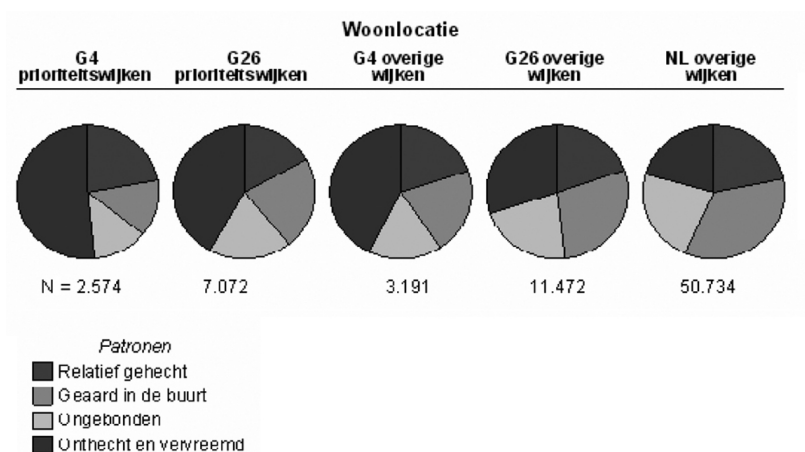 Woonlocatie
G4 prioriteitswijken
G26 prioriteitswijken
G4 overige wijken
G26 overige wijken
NL overige wijken
N = 2.574
7.072
3.191
11.472
50.734
Patronen
Relatief gehecht
Geaard in de buurt
Ongebonden
Onthecht en vervreemd